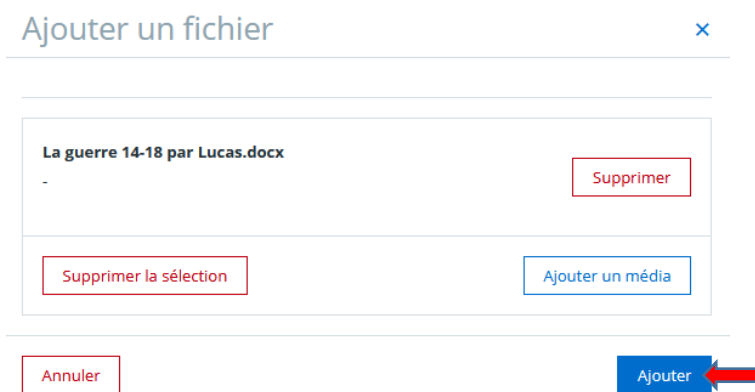 Ajouter un fichier
×
La guerre 14-18 par Lucas.docx
-
Supprimer
Supprimer la sélection
Ajouter un média
Annuler
Ajouter